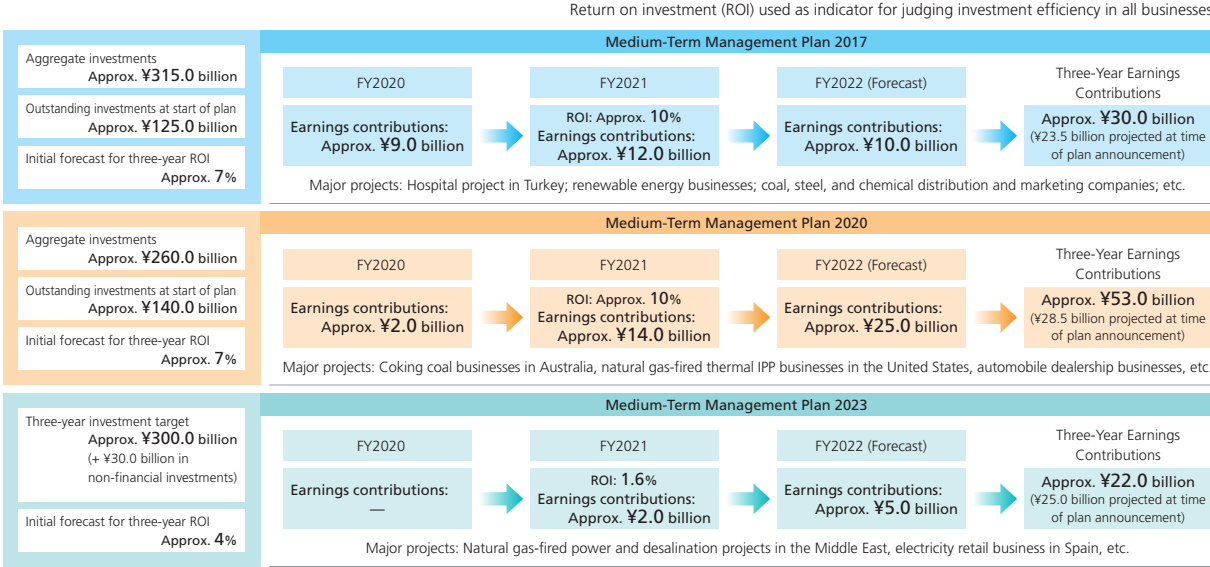 Return on investment (ROI) used as indicator for judging investment efficiency in all businesses
Medium-Term Management Plan 2017
Aggregate investments
Approx. ¥315.0 billion
Outstanding investments at start of plan
Approx. ¥125.0 billion
Initial forecast for three-year ROI
Approx. 7%
FY2020
Earnings contributions:
Approx. ¥9.0 billion
FY2021
ROI: Approx. 10%
Earnings contributions:
Approx. ¥12.0 billion
FY2022 (Forecast)
Earnings contributions:
Approx. ¥10.0 billion
Three-Year Earnings
Contributions
Approx. ¥30.0 billion
(¥23.5 billion projected at time
of plan announcement)
Major projects: Hospital project in Turkey; renewable energy businesses; coal, steel, and chemical distribution and marketing companies; etc.
Medium-Term Management Plan 2020
Aggregate investments
Approx. ¥260.0 billion
Outstanding investments at start of plan
Approx. ¥140.0 billion
Initial forecast for three-year ROI
Approx. 7%
FY2020
Earnings contributions:
Approx. ¥2.0 billion
FY2021
ROI: Approx. 10%
Earnings contributions:
Approx. ¥14.0 billion
FY2022 (Forecast)
Earnings contributions:
Approx. ¥25.0 billion
Three-Year Earnings
Contributions
Approx. ¥53.0 billion
(¥28.5 billion projected at time
of plan announcement)
Major projects: Coking coal businesses in Australia, natural gas-fired thermal IPP businesses in the United States, automobile dealership businesses, etc.
Medium-Term Management Plan 2023
Three-year investment target
Approx. ¥300.0 billion
(+ ¥30.0 billion in
non-financial investments)
Initial forecast for three-year ROI
Approx. 4%
FY2020
Earnings contributions:
—
FY2021
ROI: 1.6%
Earnings contributions:
Approx. ¥2.0 billion
FY2022 (Forecast)
Earnings contributions:
Approx. ¥5.0 billion
Three-Year Earnings
Contributions
Approx. ¥22.0 billion
(¥25.0 billion projected at time
of plan announcement)
Major projects: Natural gas-fired power and desalination projects in the Middle East, electricity retail business in Spain, etc.